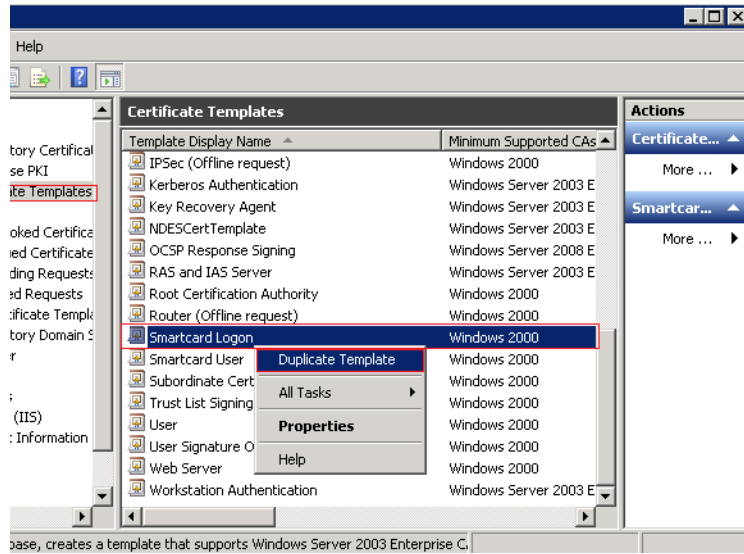 Help
Certificate Templates
Actions
Template Display Name
Minimum Supported CAs
Certificate...
More ...
Smartcar...
More ...
tory Certifical
se PKI
te Templates
oked Certifica
ed Certificate
ding Requests
ed Requests
ificate Templa
tory Domain S
r
(IIS)
: Information
IPSec (Offline request) Windows 2000
Kerberos Authentication Windows Server 2003 E
Key Recovery Agent Windows Server 2003 E
NDESCertTemplate Windows Server 2003 E
OCSP Response Signing Windows Server 2008 E
RAS and IAS Server Windows Server 2003 E
Root Certification Authority Windows 2000
Router (Offline request) Windows 2000
Smartcard Logon Windows 2000
Smartcard User Windows 2000
Subordinate Cert Windows 2000
Trust List Signing Windows 2000
User Windows 2000
User Signature O Windows 2000
Web Server Windows 2000
Workstation Authentication Windows Server 2003 E
Duplicate Template
All Tasks
Properties
Help
base, creates a template that supports Windows Server 2003 Enterprise C